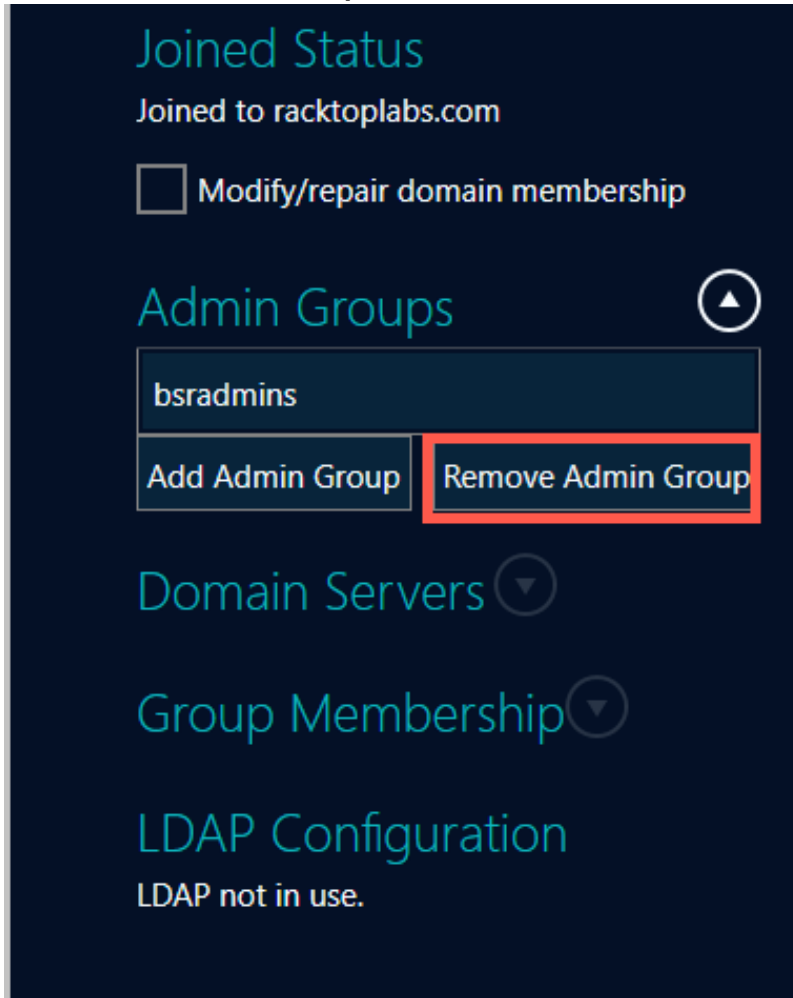 Joined Status
Joined to racktoplabs.com
Modify/repair domain membership
Admin Groups
bsradmins
Add Admin Group Remove Admin Group
Domain Servers
Group Membership
LDAP Configuration
LDAP not in use.